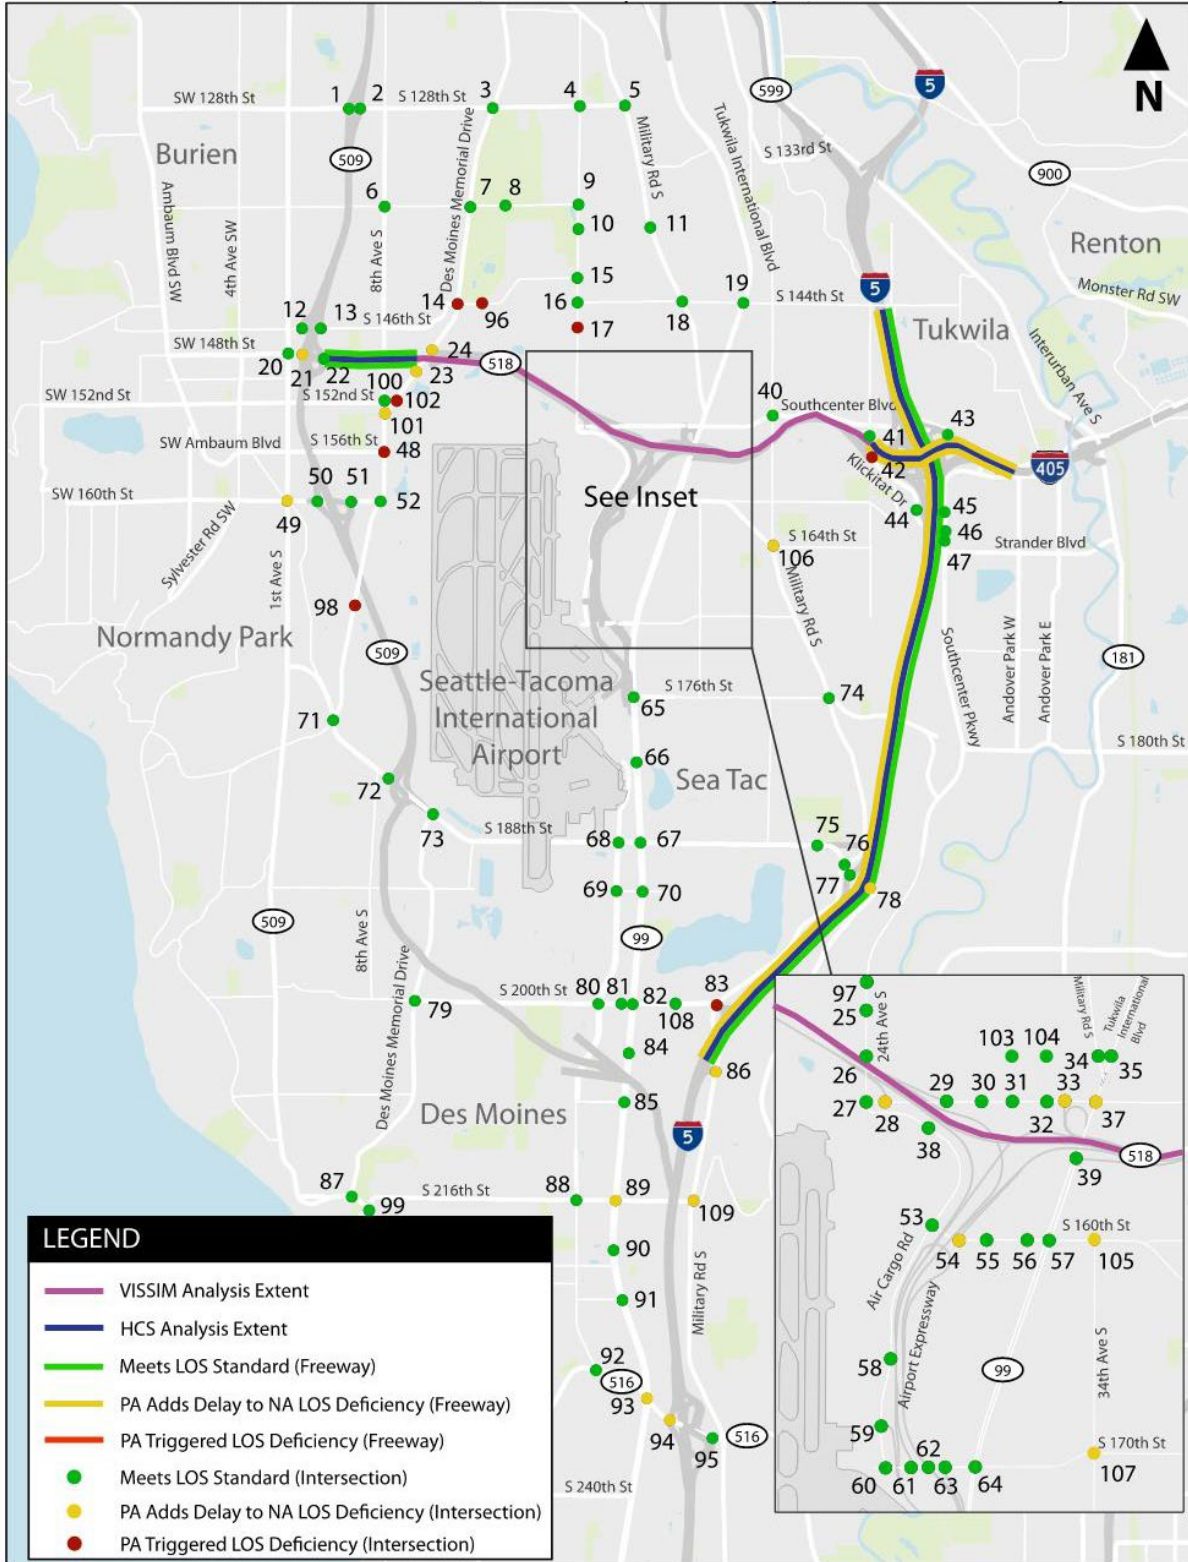 5
N
1
2
3
4
5
599
SW 128th St
S 128th St
Military Rd S
Tukwila International Blvd
S 133rd St
Burien
509
Des Moines Memorial Drive
900
Ambaum Blvd SW
4th Ave SW
6
8th Ave S
7
8
9
10
11
Renton
Monster Rd SW
15
5
12
13
S 146th St
14
96
16
17
18
19
S 144th St
Tukwila
Interurban Ave S
SW 148th St
20
21
22
24
23
518
100
S 152nd St
102
101
SW 152nd St
40
Southcenter Blvd
41
43
42
405
Klickitat Dr
SW Ambaum Blvd
S 156th St
48
SW 160th St
50
51
52
49
See Inset
44
45
46
47
S 164th St
106
Strander Blvd
Sylvester Rd SW
1st Ave S
98
Military Rd S
Normandy Park
509
Southcenter Pkwy
Andover Park W
Andover Park E
181
Seattle-Tacoma
International
Airport
S 176th St
65
74
71
66
S 180th St
Sea Tac
72
73
S 188th St
68
67
75
76
77
78
69
70
509
8th Ave S
99
Des Moines Memorial Drive
79
S 200th St
80
81
82
108
83
84
86
85
Des Moines
5
87
99
S 216th St
88
89
109
90
91
Military Rd S
92
516
93
94
95
516
S 240th St
97
25
24th Ave S
26
27
28
29
30
31
103
104
32
33
34
35
37
Military Rd S
Tukwila
International
Blvd
38
39
518
53
Air Cargo Rd
54
55
56
57
S 160th St
105
58
Airport Expressway
99
34th Ave S
59
60
61
62
63
64
S 170th St
107
LEGEND
VISSIM Analysis Extent
HCS Analysis Extent
Meets LOS Standard (Freeway)
PA Adds Delay to NA LOS Deficiency (Freeway)
PA Triggered LOS Deficiency (Freeway)
Meets LOS Standard (Intersection)
PA Adds Delay to NA LOS Deficiency (Intersection)
PA Triggered LOS Deficiency (Intersection)